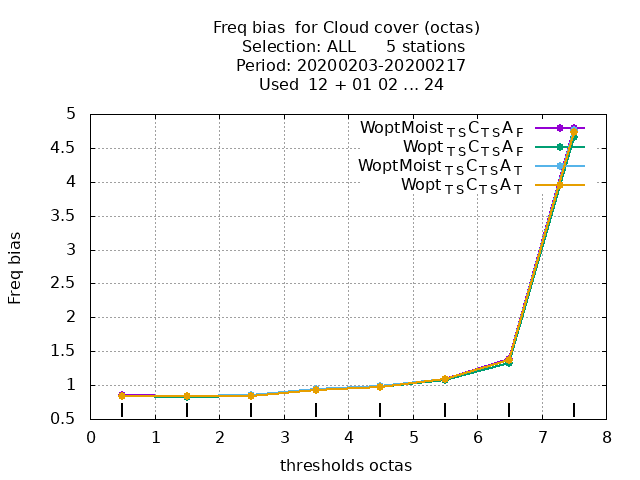 Freq bias for Cloud cover (octas)
Selection: ALL 5 stations
Period: 20200203-20200217
Used 12 + 01 02 ... 24
WoptMoist TS C TS A F
Wopt TS C TS A F
WoptMoist TS C TS A T
Wopt TS C TS A T
5
4.5
4
3.5
3
2.5
2
1.5
1
0.5
Freq bias
0 1 2 3 4 5 6 7 8
thresholds octas